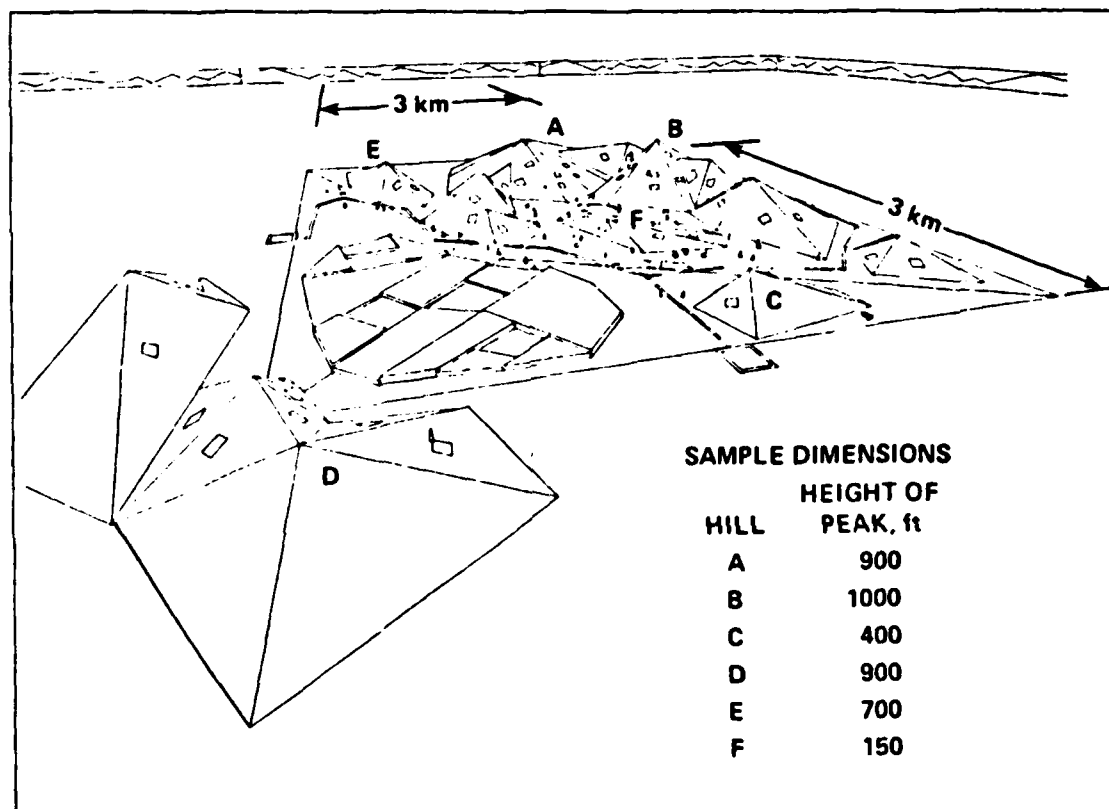 3 km
A
B
E
3 km
F
C
D
SAMPLE DIMENSIONS
HEIGHT OF
HILL PEAK, ft
A 900
B 1000
C 400
D 900
E 700
F 150